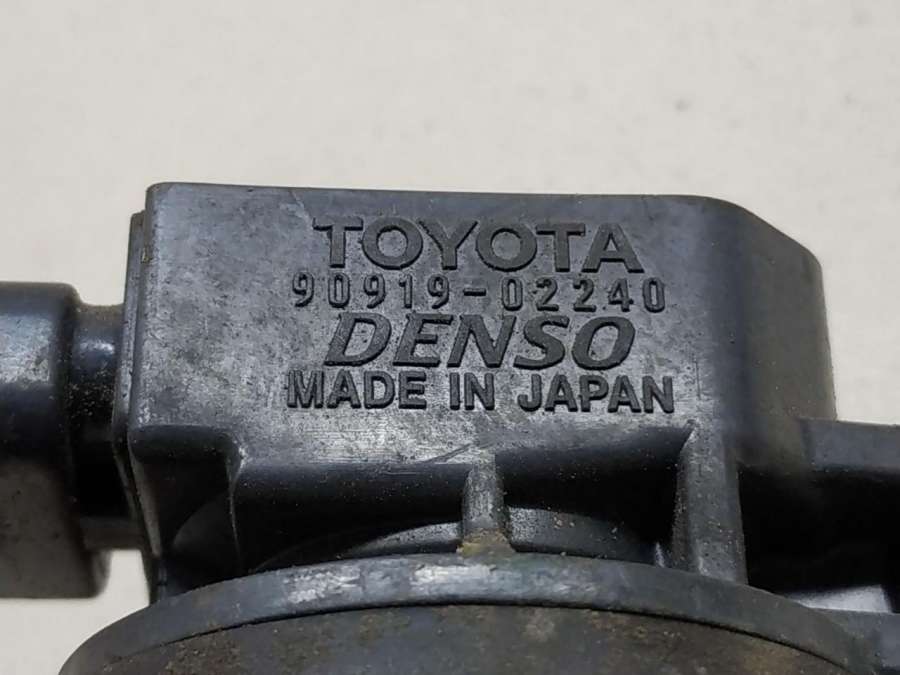 TOYOTA
90919-02240
DENSO
MADE IN JAPAN